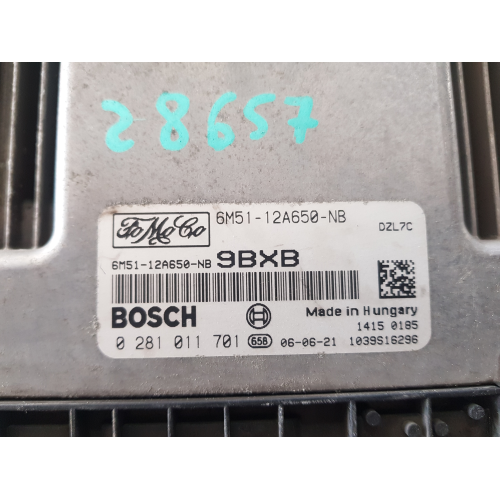 28657
FoMoCo 6M51-12A650-NB DZL7C
6M51-12A650-NB 9BXB
BOSCH Made in Hungary
1415 0185
0 281 011 701 656 06-06-21 1039S16296